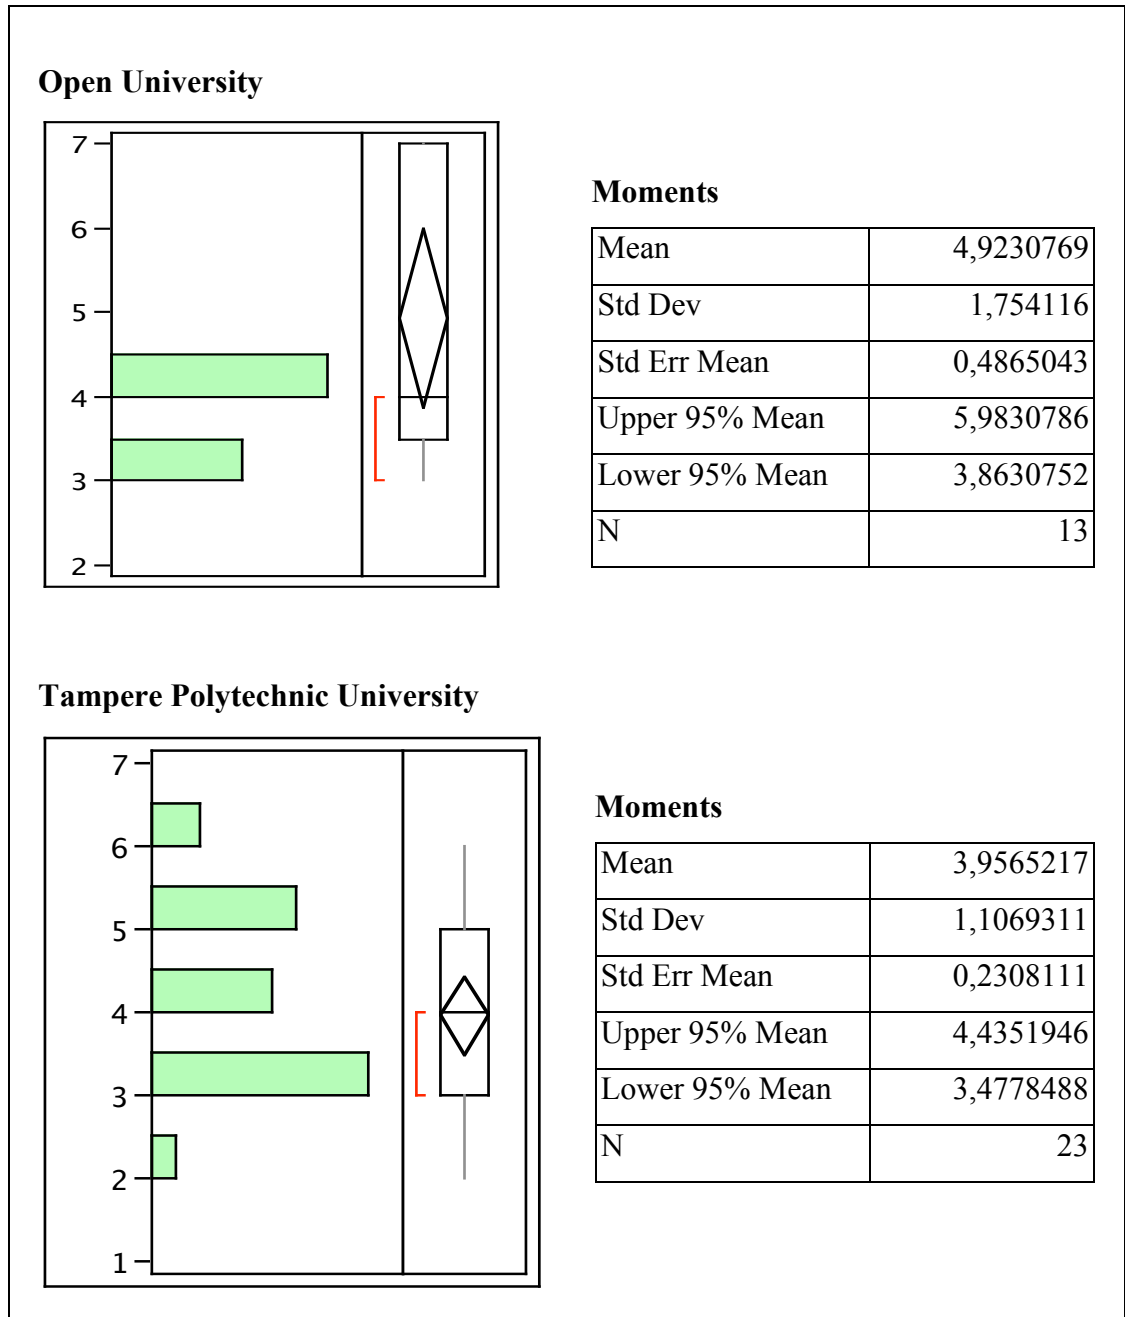 Open University
7
6
5
4
3
2
Moments
Mean 4,9230769
Std Dev 1,754116
Std Err Mean 0,4865043
Upper 95% Mean 5,9830786
Lower 95% Mean 3,8630752
N 13
Tampere Polytechnic University
7
6
5
4
3
2
1
Moments
Mean 3,9565217
Std Dev 1,1069311
Std Err Mean 0,2308111
Upper 95% Mean 4,4351946
Lower 95% Mean 3,4778488
N 23